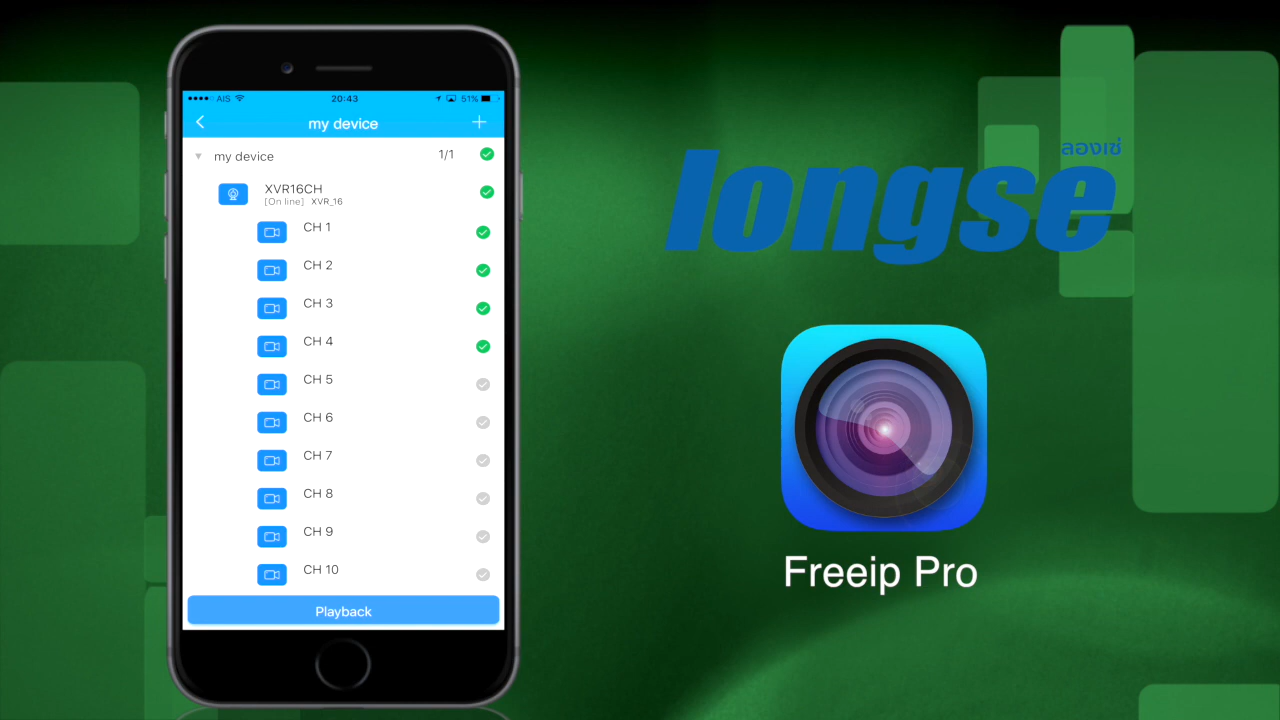 AIS 20:43 51%
my device
my device 1/1
XVR16CH
[On line] XVR_16
CH 1
CH 2
CH 3
CH 4
CH 5
CH 6
CH 7
CH 8
CH 9
CH 10
Playback
ลองเซ่
longse
Freeip Pro